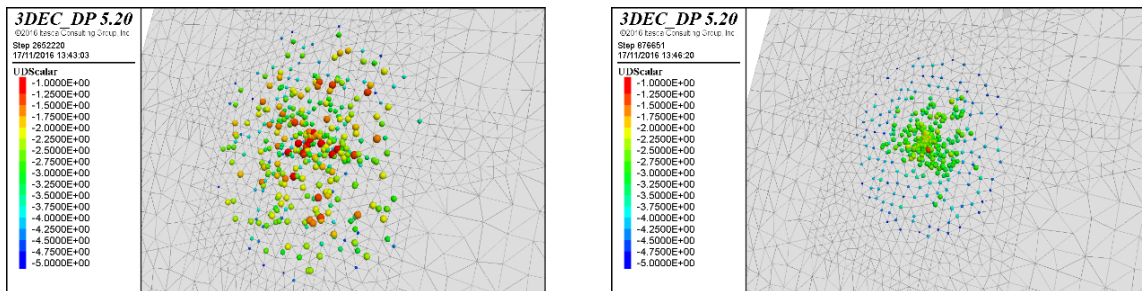 3DEC_DP 5.20
©2016 Itasca Consulting Group, Inc.
Step 2652220
17/11/2016 13:43:03
UDScalar
-1.0000E+00
-1.2500E+00
-1.5000E+00
-1.7500E+00
-2.0000E+00
-2.2500E+00
-2.5000E+00
-2.7500E+00
-3.0000E+00
-3.2500E+00
-3.5000E+00
-3.7500E+00
-4.0000E+00
-4.2500E+00
-4.5000E+00
-4.7500E+00
-5.0000E+00
3DEC_DP 5.20
©2016 Itasca Consulting Group, Inc.
Step 876651
17/11/2016 13:46:20
UDScalar
-1.0000E+00
-1.2500E+00
-1.5000E+00
-1.7500E+00
-2.0000E+00
-2.2500E+00
-2.5000E+00
-2.7500E+00
-3.0000E+00
-3.2500E+00
-3.5000E+00
-3.7500E+00
-4.0000E+00
-4.2500E+00
-4.5000E+00
-4.7500E+00
-5.0000E+00